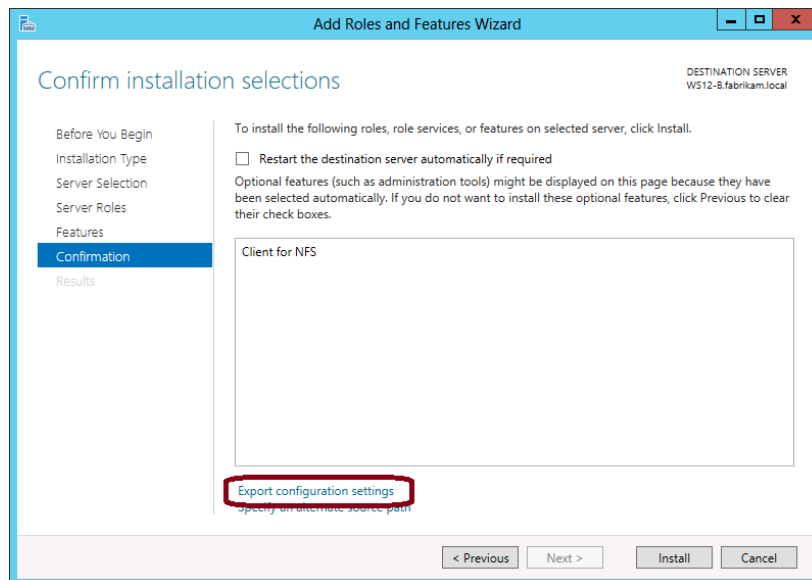 Add Roles and Features Wizard
Confirm installation selections
DESTINATION SERVER
WS12-B.fabrikam.local
Before You Begin
Installation Type
Server Selection
Server Roles
Features
Confirmation
Results
To install the following roles, role services, or features on selected server, click Install.
Restart the destination server automatically if required
Optional features (such as administration tools) might be displayed on this page because they have
been selected automatically. If you do not want to install these optional features, click Previous to clear
their check boxes.
Client for NFS
Export configuration settings
Specify an alternate source path
< Previous
Next >
Install
Cancel